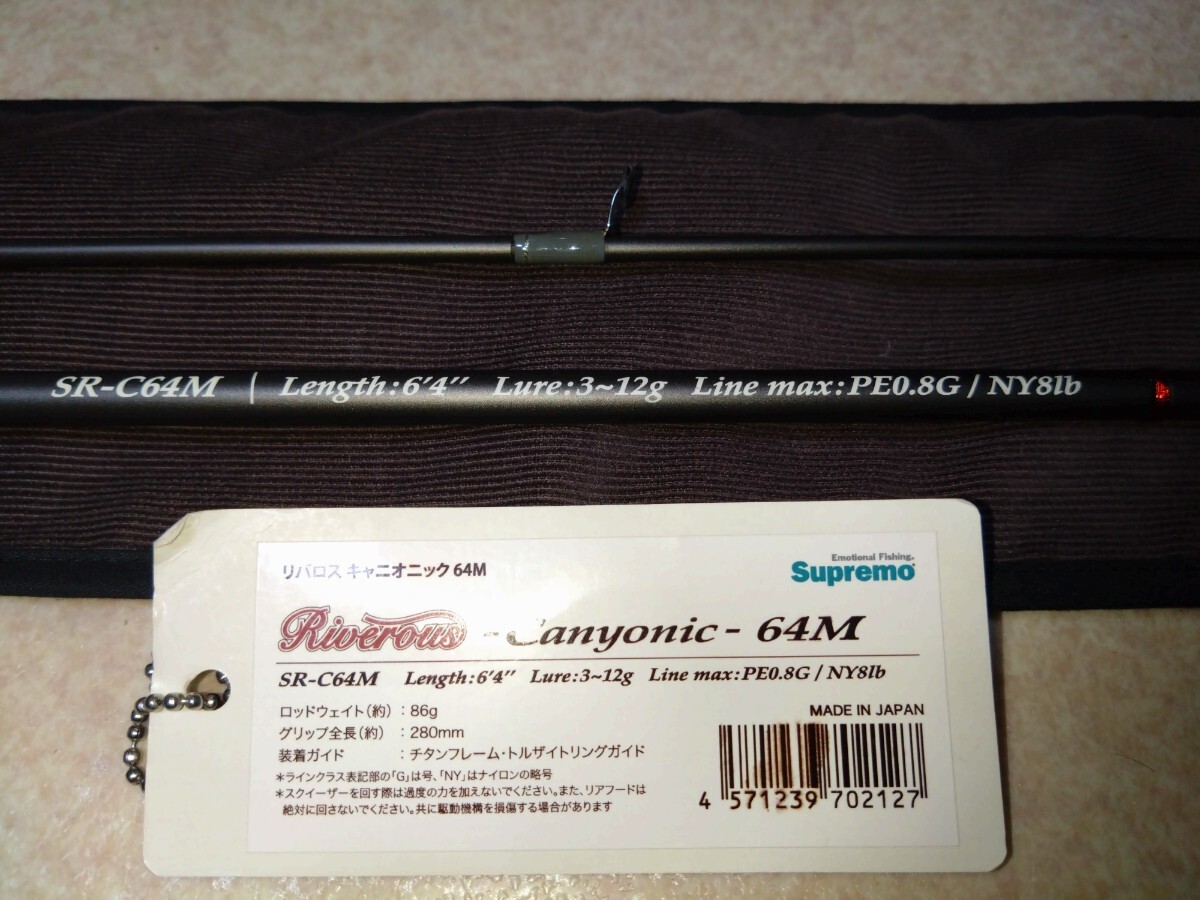 SR-C64M | Length:6'4" Lure:3~12g Line max:PE0.8G / NY8lb
リバロス キャニオニック 64M
Emotional Fishing.
Supremo
Riverous -Canyonic- 64M
SR-C64M Length:6'4" Lure:3~12g Line max:PE0.8G / NY8lb
ロッドウェイト(約) : 86g
グリップ全長(約) : 280mm
装着ガイド : チタンフレーム・トルザイトリングガイド
MADE IN JAPAN
*ラインクラス表記部の「G」は号、「NY」はナイロンの略号
*スクイーザーを回す際は過度の力を加えないでください。また、リアフードは
絶対に回さないでください。共に駆動機構を損傷する場合があります
4 571239 702127